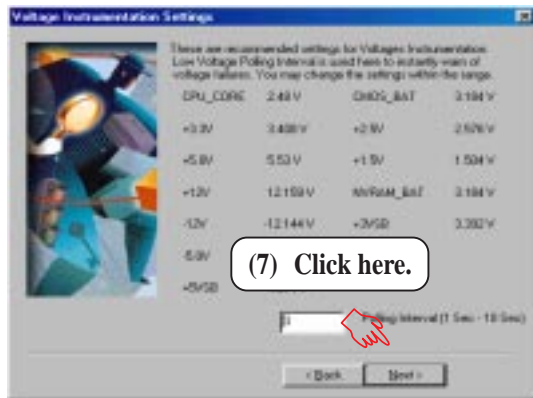 Voltage Instrumentation Settings
These are recommended settings for Voltages Instrumentation.
Low Voltage Polling Interval is used here to instantly warn of
voltage failures. You may change the settings within the range.
CPU_CORE 2.48 V CMOS_BAT 3.184 V
+3.3V 3.408 V +2.5V 2.576 V
+5.0V 5.53 V +1.5V 1.504 V
+12V 12.159 V NVRAM_BAT 3.184 V
-12V -12.144 V +3VSB 3.392 V
-5.0V
(7) Click here.
+5VSB
Polling Interval (1 Sec - 10 Sec)
< Back Next >